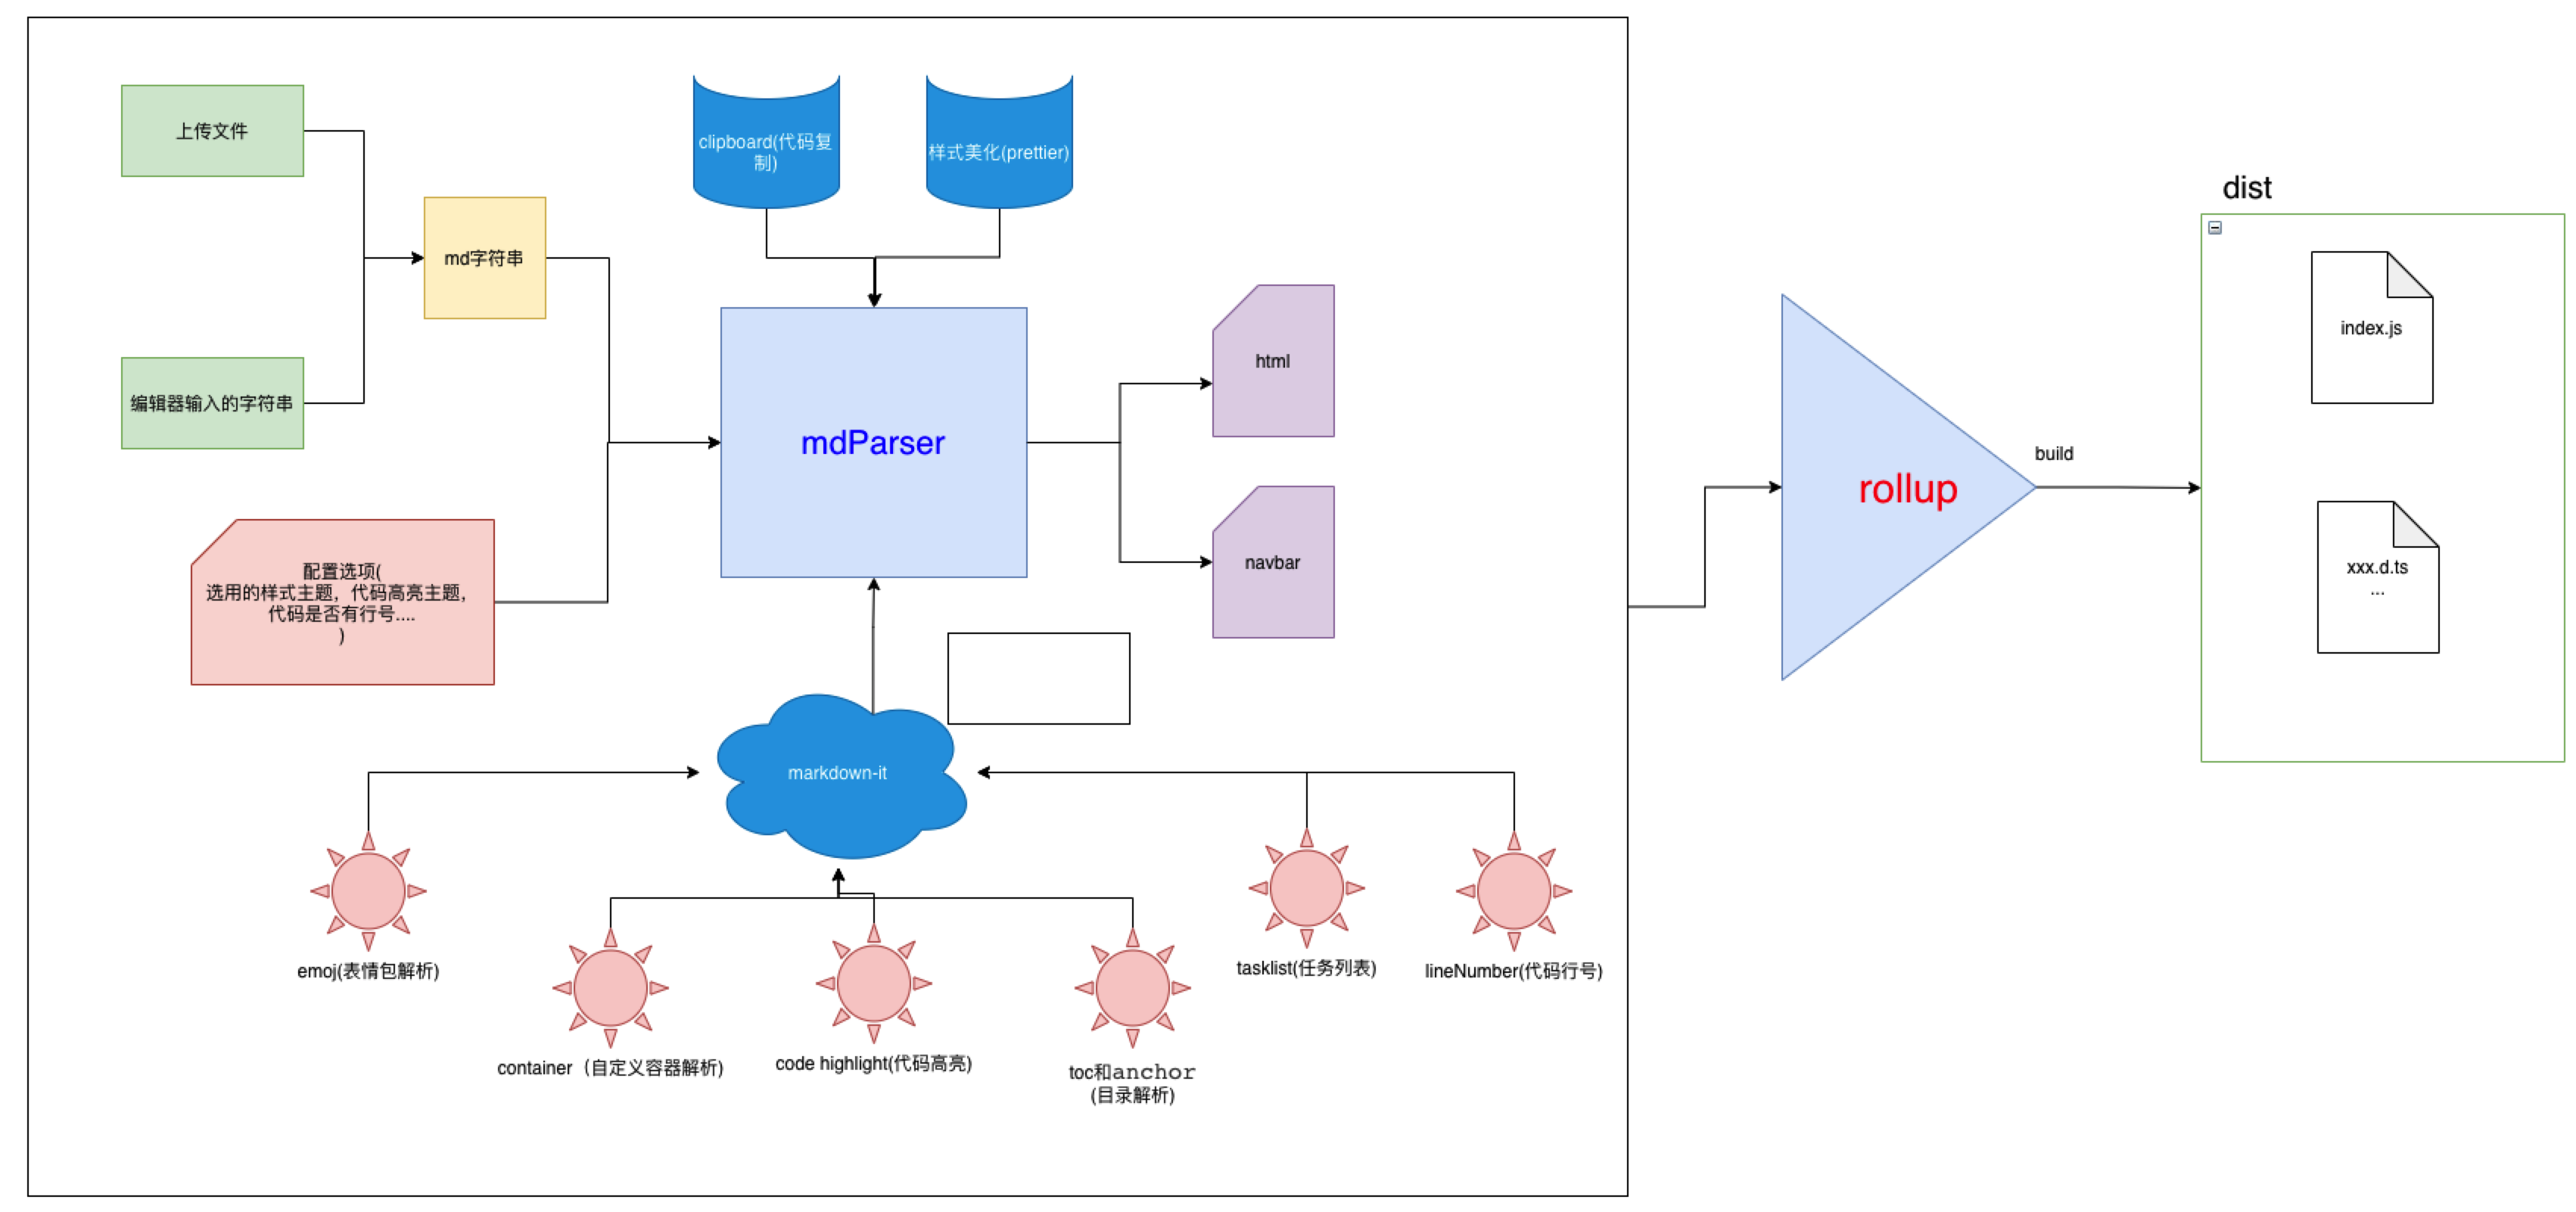 上传文件
编辑器输入的字符串
md字符串
配置选项(
选用的样式主题，代码高亮主题，
代码是否有行号....
)
clipboard(代码复
制)
样式美化(prettier)
mdParser
html
navbar
markdown-it
emoj(表情包解析)
container（自定义容器解析)
code highlight(代码高亮)
toc和anchor
(目录解析)
tasklist(任务列表)
lineNumber(代码行号)
rollup
build
dist
index.js
xxx.d.ts
...